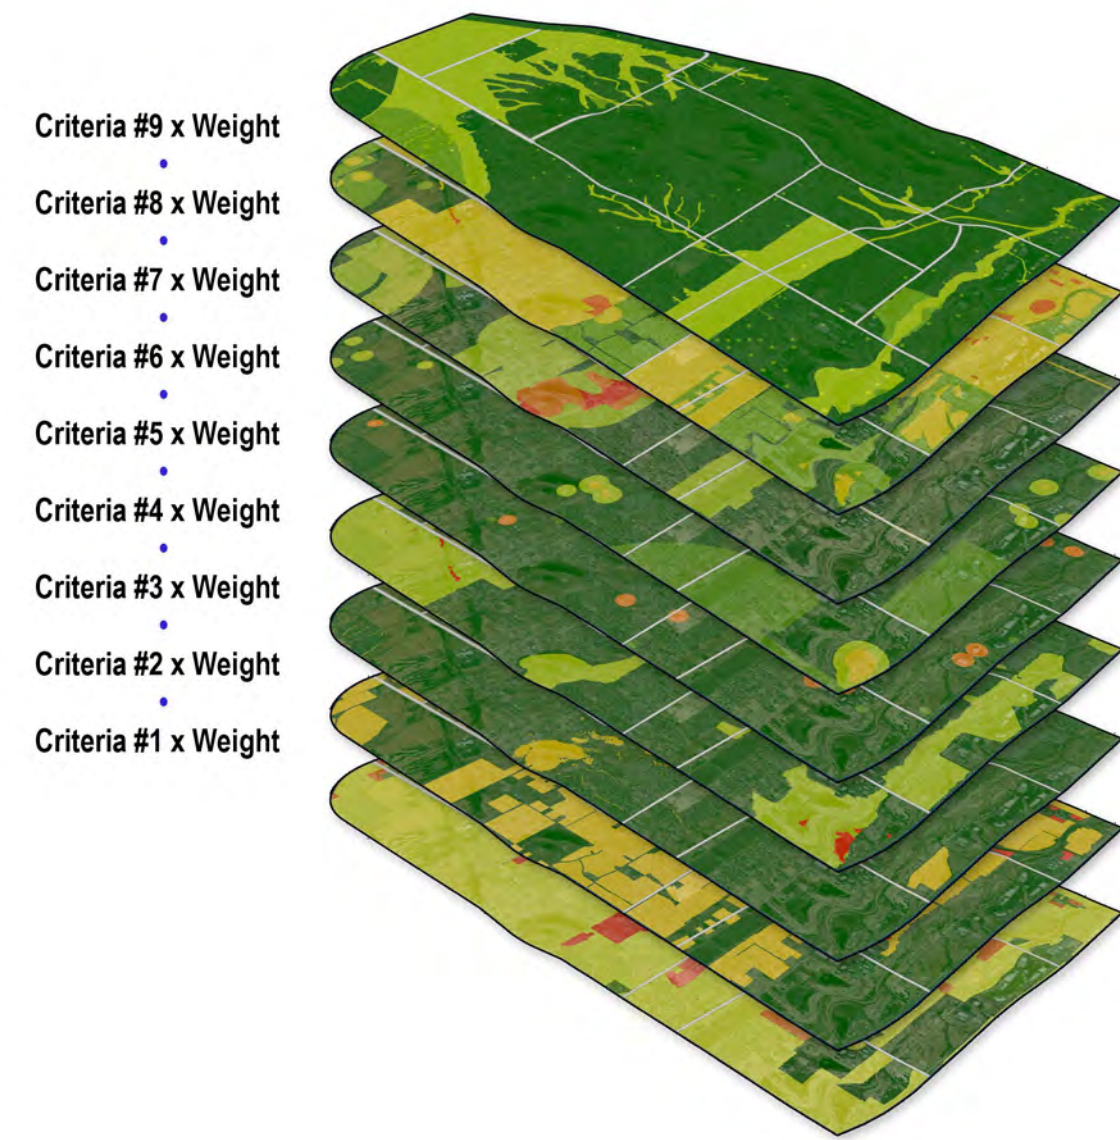 Criteria #9 x Weight
Criteria #8 x Weight
Criteria #7 x Weight
Criteria #6 x Weight
Criteria #5 x Weight
Criteria #4 x Weight
Criteria #3 x Weight
Criteria #2 x Weight
Criteria #1 x Weight